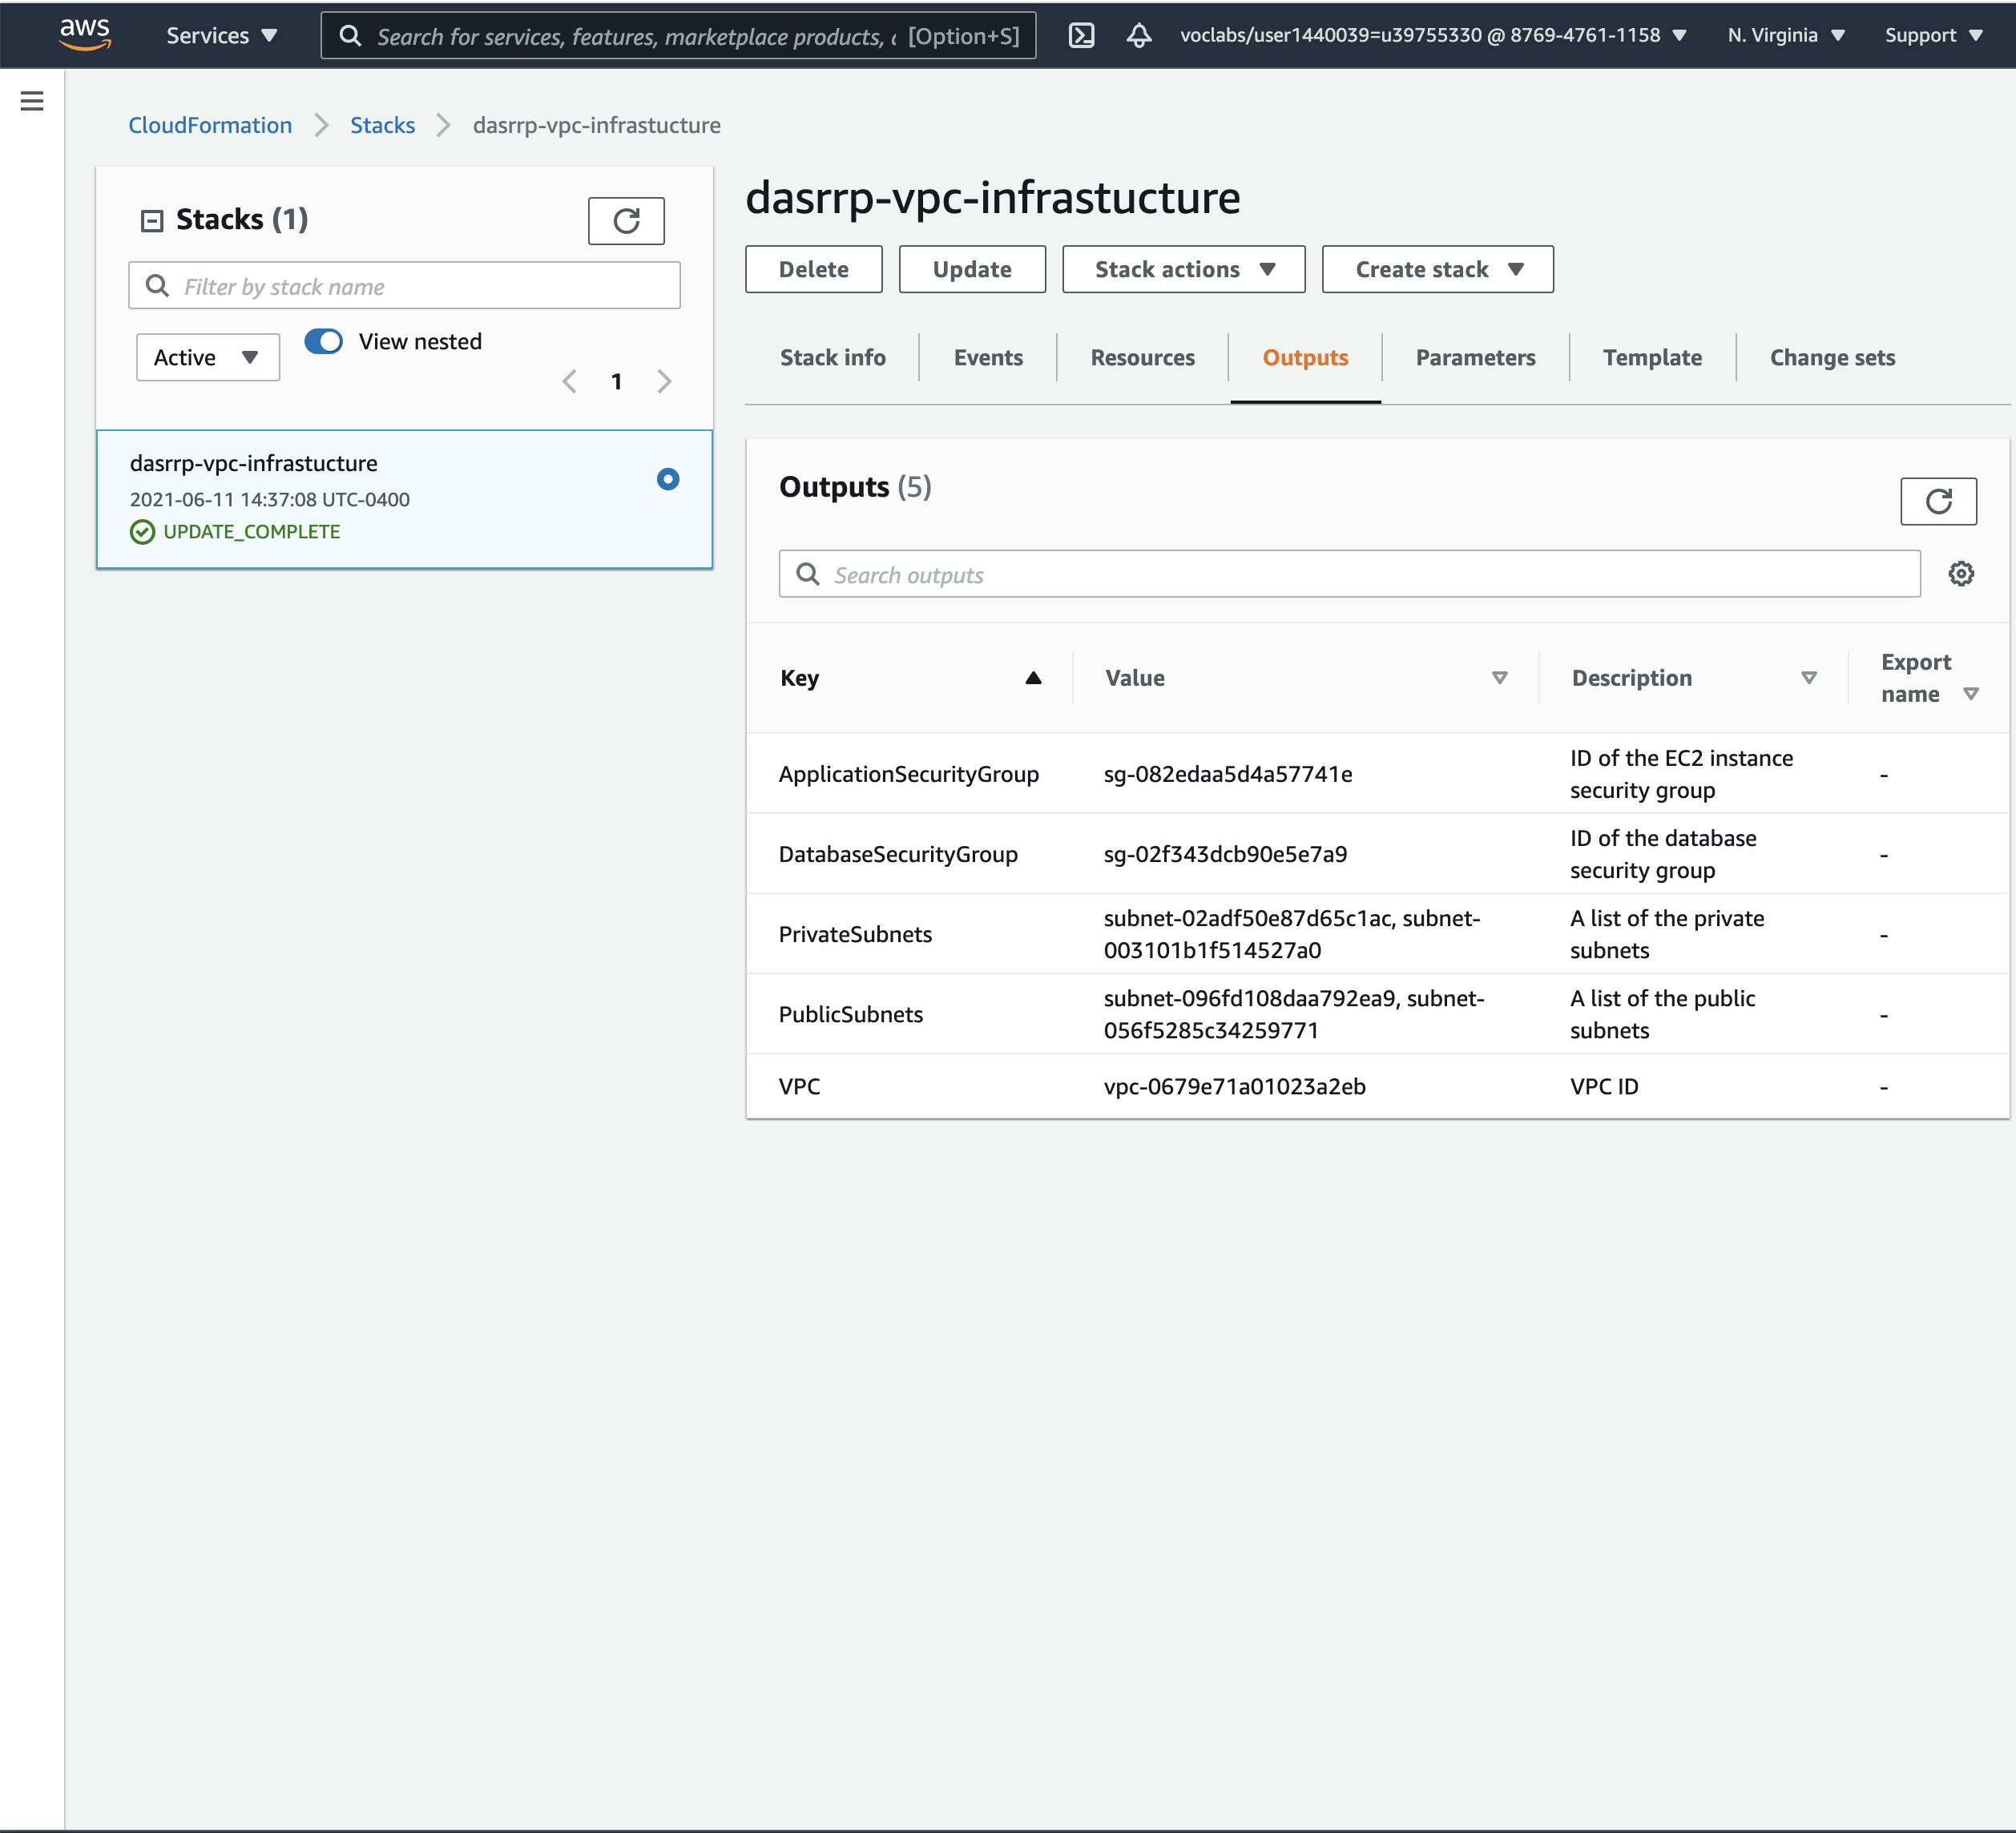 aws
Services
Search for services, features, marketplace products, [Option+S]
voclabs/user1440039=u39755330 @ 8769-4761-1158
N. Virginia
Support
CloudFormation
Stacks
dasrrp-vpc-infrastucture
Stacks (1)
Filter by stack name
Active
View nested
1
dasrrp-vpc-infrastucture
2021-06-11 14:37:08 UTC-0400
UPDATE_COMPLETE
dasrrp-vpc-infrastucture
Delete
Update
Stack actions
Create stack
Stack info
Events
Resources
Outputs
Parameters
Template
Change sets
Outputs (5)
Search outputs
Key
Value
Description
Export
name
ApplicationSecurityGroup
sg-082edaa5d4a57741e
ID of the EC2 instance
security group
-
DatabaseSecurityGroup
sg-02f343dcb90e5e7a9
ID of the database
security group
-
PrivateSubnets
subnet-02adf50e87d65c1ac, subnet-
003101b1f514527a0
A list of the private
subnets
-
PublicSubnets
subnet-096fd108daa792ea9, subnet-
056f5285c34259771
A list of the public
subnets
-
VPC
vpc-0679e71a01023a2eb
VPC ID
-